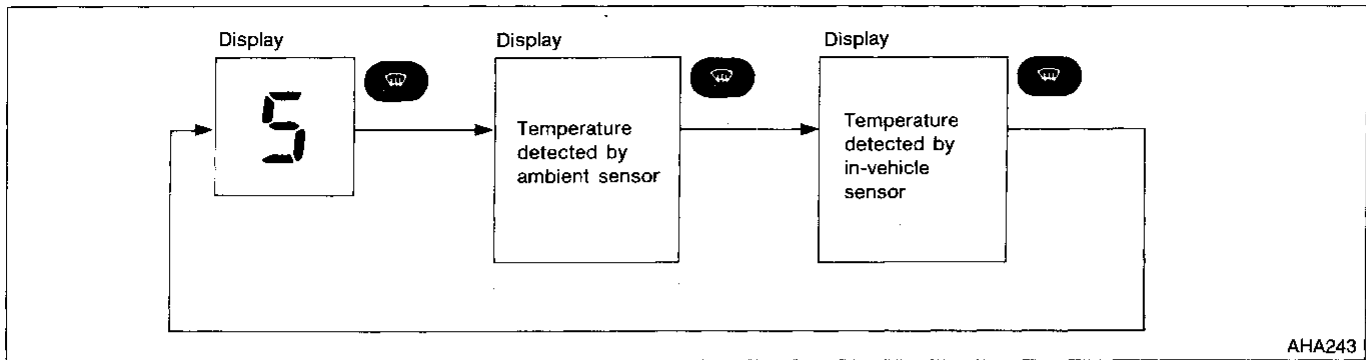 Display
5
Display
Temperature
detected by
ambient sensor
Display
Temperature
detected by
in-vehicle
sensor
AHA243